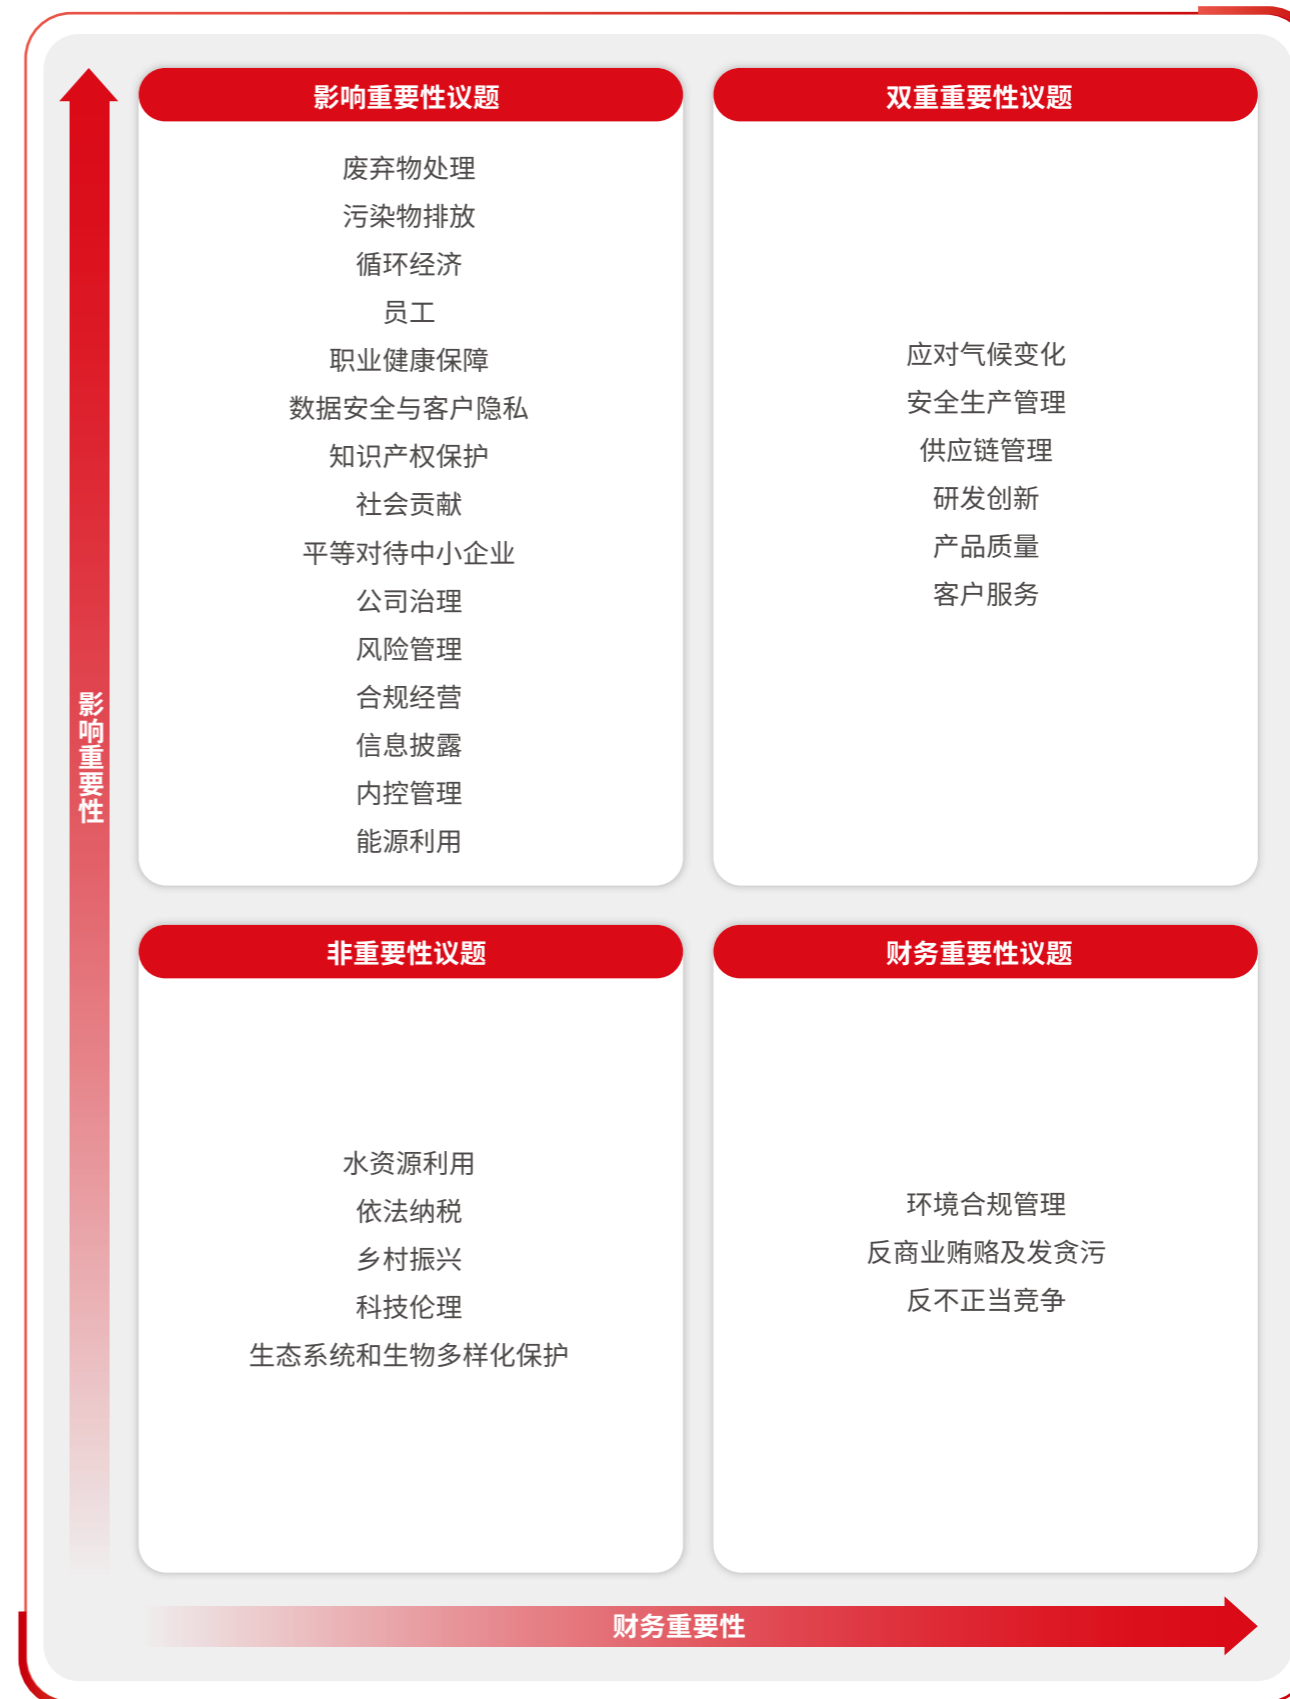 影响重要性议题
废弃物处理
污染物排放
循环经济
员工
职业健康保障
数据安全与客户隐私
知识产权保护
社会贡献
平等对待中小企业
公司治理
风险管理
合规经营
信息披露
内控管理
能源利用
双重重要性议题
应对气候变化
安全生产管理
供应链管理
研发创新
产品质量
客户服务
影响重要性
非重要性议题
水资源利用
依法纳税
乡村振兴
科技伦理
生态系统和生物多样化保护
财务重要性议题
环境合规管理
反商业贿赂及发贪污
反不正当竞争
财务重要性